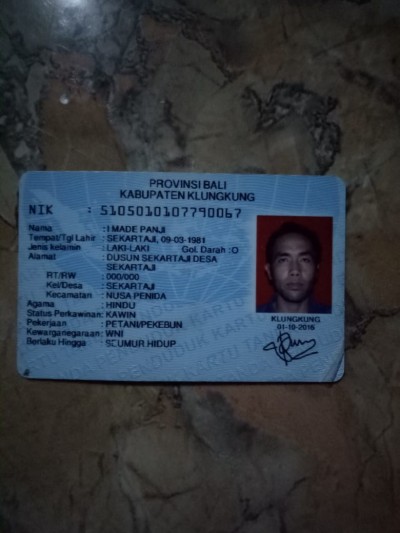 PROVINSI BALI
KABUPATEN KLUNGKUNG
NIK : 5105010107790067
Nama : I MADE PANJI
Tempat/Tgl Lahir : SEKARTAJI, 09-03-1981
Jenis kelamin : LAKI-LAKI Gol. Darah :O
Alamat : DUSUN SEKARTAJI DESA
SEKARTAJI
RT/RW : 000/000
Kel/Desa : SEKARTAJI
Kecamatan : NUSA PENIDA
Agama : HINDU
Status Perkawinan: KAWIN
Pekerjaan : PETANI/PEKEBUN
Kewarganegaraan: WNI
Berlaku Hingga : SEUMUR HIDUP
KLUNGKUNG
01-10-2016